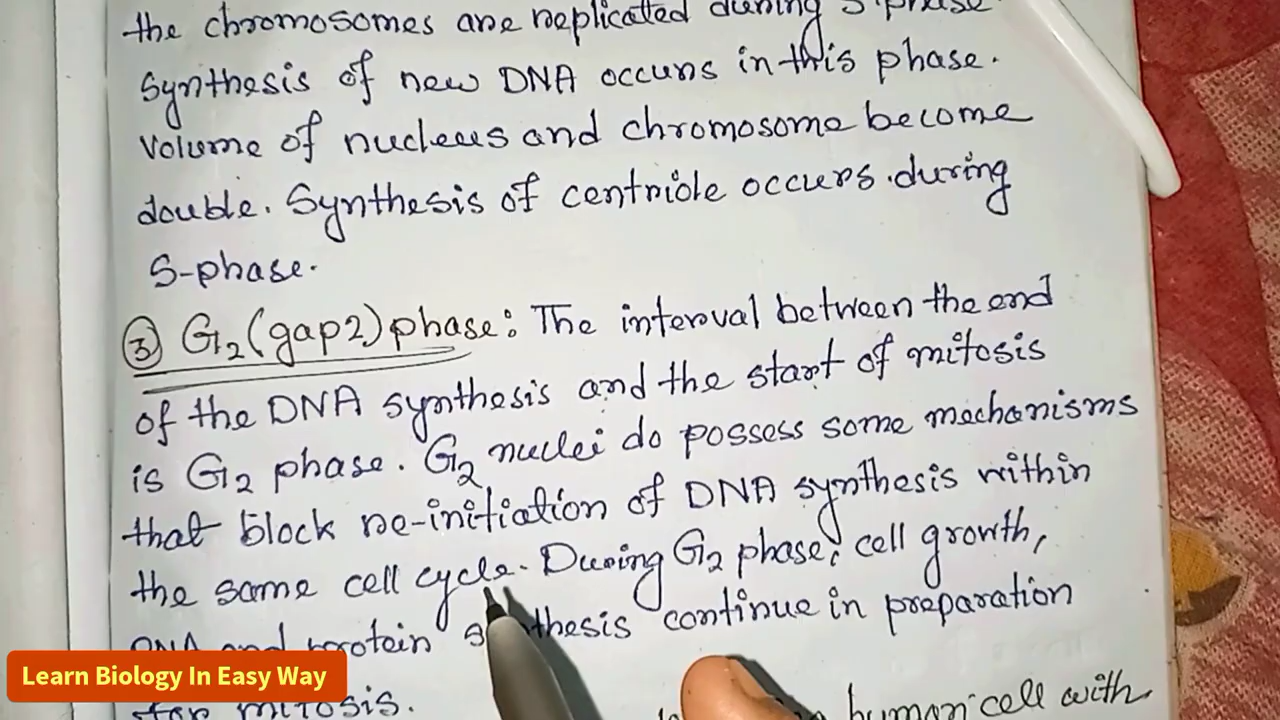 the chromosomes are replicated during S-phase
Synthesis of new DNA occurs in this phase.
Volume of nucleus and chromosome become
double. Synthesis of centriole occurs during
S-phase.
③ G₂(gap2)phase: The interval between the end
of the DNA synthesis and the start of mitosis
is G₂ phase. G₂ nuclei do possess some mechanisms
that block re-initiation of DNA synthesis within
the same cell cycle. During G₂ phase, cell growth,
and protein synthesis continue in preparation
for mitosis.
human cell with
Learn Biology In Easy Way